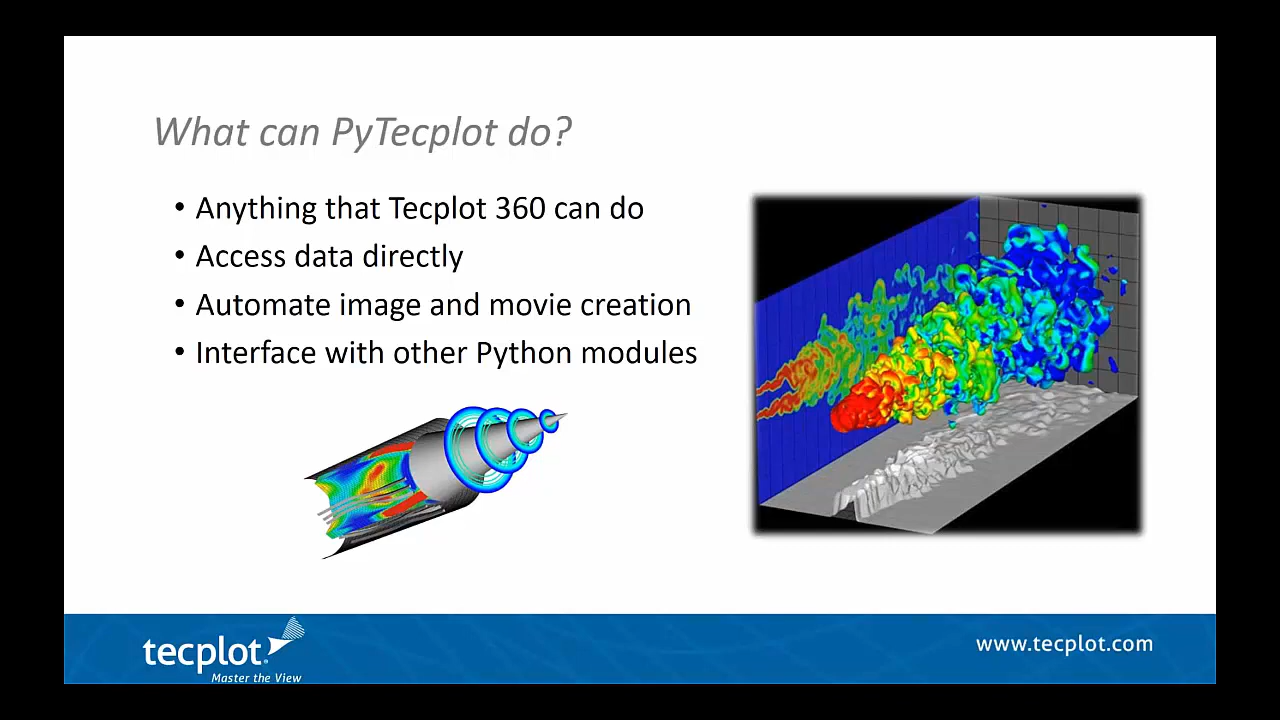 What can PyTecplot do?
• Anything that Tecplot 360 can do
• Access data directly
• Automate image and movie creation
• Interface with other Python modules
tecplot®
Master the View
www.tecplot.com